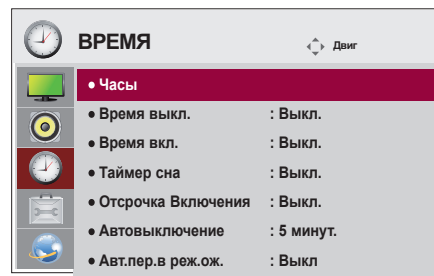 ВРЕМЯ
Двиг
● Часы
● Время выкл. : Выкл.
● Время вкл. : Выкл.
● Таймер сна : Выкл.
● Отсрочка Включения : Выкл.
● Автовыключение : 5 минут.
● Авт.пер.в реж.ож. : Выкл